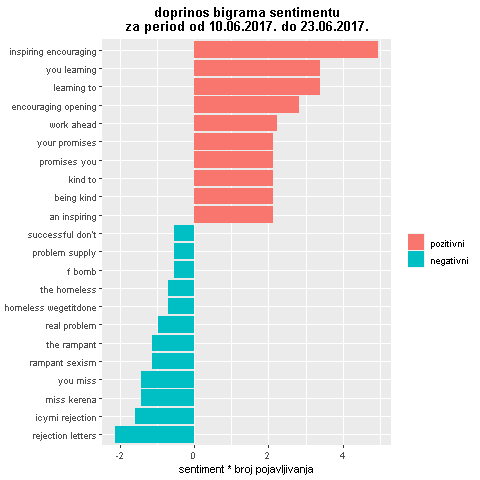 doprinos bigrama sentimentu
za period od 10.06.2017. do 23.06.2017.
inspiring encouraging
you learning
learning to
encouraging opening
work ahead
your promises
promises you
kind to
being kind
an inspiring
successful don't
problem supply
f bomb
the homeless
homeless wegetitdone
real problem
the rampant
rampant sexism
you miss
miss kerena
icymi rejection
rejection letters
pozitivni
negativni
-2 0 2 4
sentiment * broj pojavljivanja